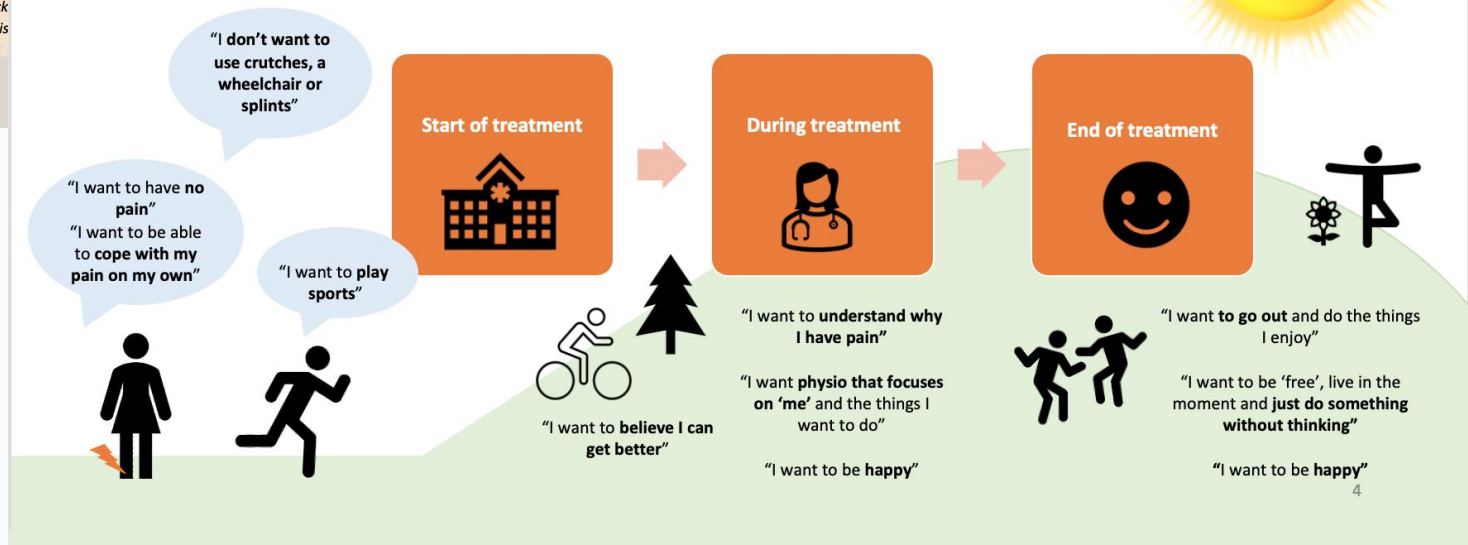 ck
is
“I don’t want to
use crutches, a
wheelchair or
splints”
“I want to have no
pain”
“I want to be able
to cope with my
pain on my own”
“I want to play
sports”
Start of treatment
During treatment
End of treatment
“I want to believe I can
get better”
“I want to understand why
I have pain”
“I want physio that focuses
on ‘me’ and the things I
want to do”
“I want to be happy”
“I want to go out and do the things
I enjoy”
“I want to be ‘free’, live in the
moment and just do something
without thinking”
“I want to be happy”
4